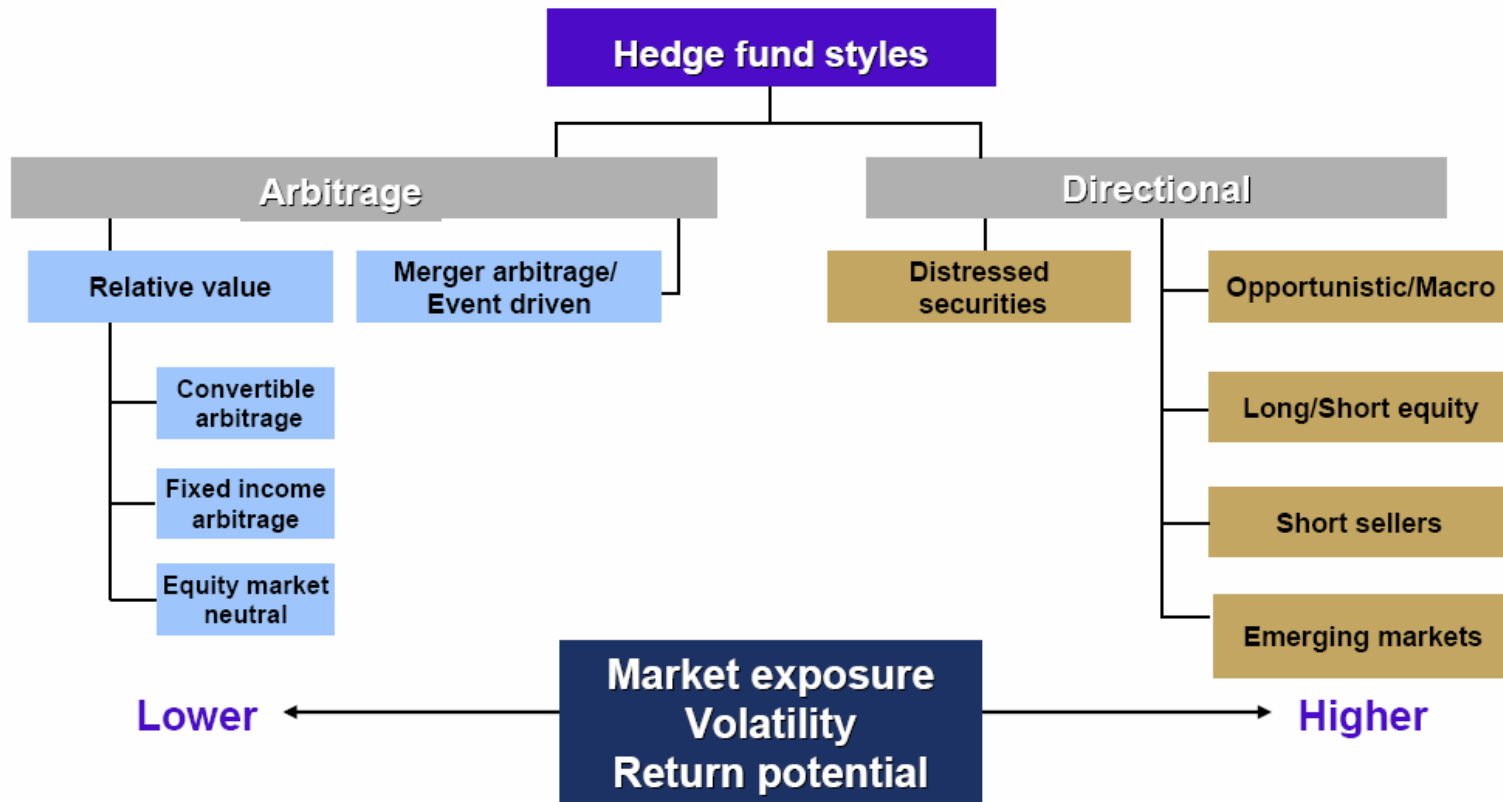 Hedge fund styles
Arbitrage
Directional
Relative value
Merger arbitrage/
Event driven
Distressed
securities
Opportunistic/Macro
Convertible
arbitrage
Long/Short equity
Fixed income
arbitrage
Short sellers
Equity market
neutral
Emerging markets
Lower
Market exposure
Volatility
Return potential
Higher